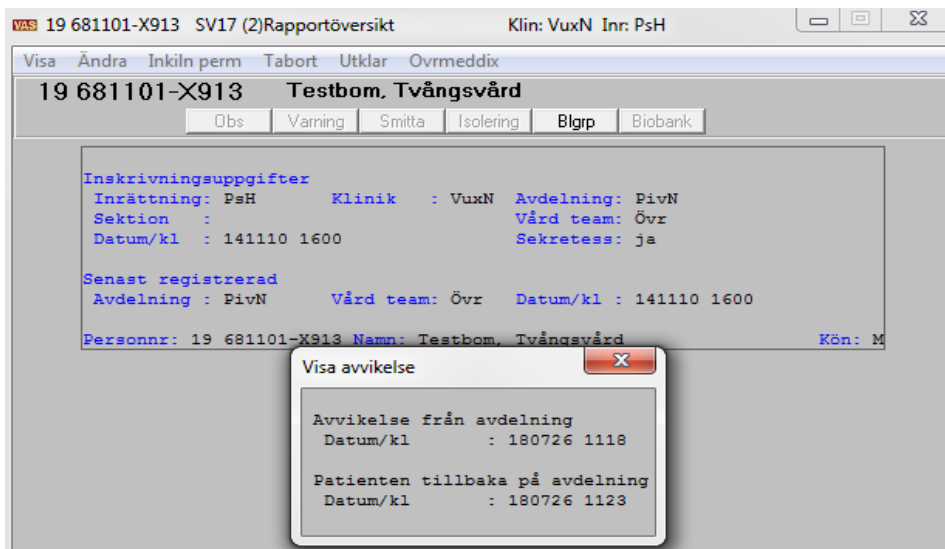 VAS 19 681101-X913 SV17 (2)Rapportöversikt Klin: VuxN Inr: PsH
Visa Ändra Inkiln perm Tabort Utklar Ovrmeddix
19 681101-X913 Testbom, Tvångsvård
Obs Varning Smitta Isolering Blgrp Biobank
Inskrivningsuppgifter
Inrättning: PsH Klinik : VuxN Avdelning: PivN
Sektion : Vård team: Övr
Datum/kl : 141110 1600 Sekretess: ja
Senast registrerad
Avdelning : PivN Vård team: Övr Datum/kl : 141110 1600
Personnr: 19 681101-X913 Namn: Testbom, Tvångsvård Kön: M
Visa avvikelse
Avvikelse från avdelning
Datum/kl : 180726 1118
Patienten tillbaka på avdelning
Datum/kl : 180726 1123